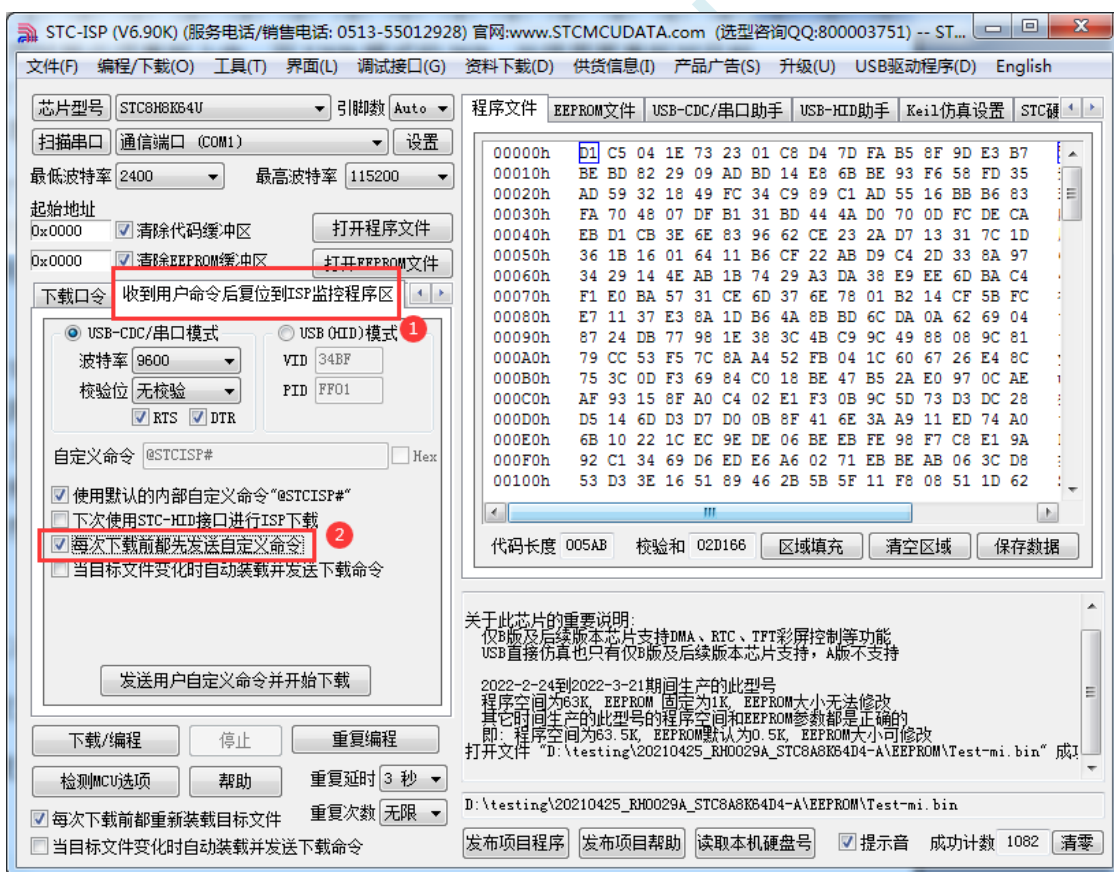 STC-ISP (V6.90K) (服务电话/销售电话: 0513-55012928) 官网:www.STCMCUDATA.com (选型咨询QQ:800003751) -- ST...
文件(F) 编程/下载(O) 工具(T) 界面(L) 调试接口(G) 资料下载(D) 供货信息(I) 产品广告(S) 升级(U) USB驱动程序(D) English
芯片型号 STC8H8K64U 引脚数 Auto
扫描串口 通信端口 (COM1) 设置
最低波特率 2400 最高波特率 115200
起始地址
0x0000 清除代码缓冲区 打开程序文件
0x0000 清除EEPROM缓冲区 打开EEPROM文件
下载口令 收到用户命令后复位到ISP监控程序区
1
USB-CDC/串口模式 USB(HID)模式
波特率 9600 VID 34BF
校验位 无校验 PID FF01
RTS DTR
自定义命令 @STCISP# Hex
使用默认的内部自定义命令"@STCISP#"
下次使用STC-HID接口进行ISP下载
每次下载前都先发送自定义命令
2
当目标文件变化时自动装载并发送下载命令
发送用户自定义命令并开始下载
下载/编程 停止 重复编程
检测MCU选项 帮助 重复延时 3 秒
每次下载前都重新装载目标文件 重复次数 无限
当目标文件变化时自动装载并发送下载命令
程序文件 EEPROM文件 USB-CDC/串口助手 USB-HID助手 Keil仿真设置 STC硬
00000h D1 C5 04 1E 73 23 01 C8 D4 7D FA B5 8F 9D E3 B7
00010h BE BD 82 29 09 AD BD 14 E8 6B BE 93 F6 58 FD 35
00020h AD 59 32 18 49 FC 34 C9 89 C1 AD 55 16 BB B6 83
00030h FA 70 48 07 DF B1 31 BD 44 4A D0 70 0D FC DE CA
00040h EB D1 CB 3E 6E 83 96 62 CE 23 2A D7 13 31 7C 1D
00050h 36 1B 16 01 64 11 B6 CF 22 AB D9 C4 2D 33 8A 97
00060h 34 29 14 4E AB 1B 74 29 A3 DA 38 E9 EE 6D BA C4
00070h F1 E0 BA 57 31 CE 6D 37 6E 78 01 B2 14 CF 5B FC
00080h E7 11 37 E3 8A 1D B6 4A 8B BD 6C DA 0A 62 69 04
00090h 87 24 DB 77 98 1E 38 3C 4B C9 9C 49 88 08 9C 81
000A0h 79 CC 53 F5 7C 8A A4 52 FB 04 1C 60 67 26 E4 8C
000B0h 75 3C 0D F3 69 84 C0 18 BE 47 B5 2A E0 97 0C AE
000C0h AF 93 15 8F A0 C4 02 E1 F3 0B 9C 5D 73 D3 DC 28
000D0h D5 14 6D D3 D7 D0 0B 8F 41 6E 3A A9 11 ED 74 A0
000E0h 6B 10 22 1C EC 9E DE 06 BE EB FE 98 F7 C8 E1 9A
000F0h 92 C1 34 69 D6 ED E6 A6 02 71 EB BE AB 06 3C D8
00100h 53 D3 3E 16 51 89 46 2B 5B 5F 11 F8 08 51 1D 62
代码长度 005AB 校验和 02D166 区域填充 清空区域 保存数据
关于此芯片的重要说明:
仅B版及后续版本芯片支持DMA、RTC、TFT彩屏控制等功能
USB直接仿真也只有仅B版及后续版本芯片支持，A版不支持
2022-2-24到2022-3-21期间生产的此型号
程序空间为63K, EEPROM 固定为1K, EEPROM大小无法修改
其它时间生产的此型号的程序空间和EEPROM参数都是正确的
即: 程序空间为63.5K, EEPROM默认为0.5K, EEPROM大小可修改
打开文件 "D:\testing\20210425_RH0029A_STC8A8K64D4-A\EEPROM\Test-mi.bin" 成功
D:\testing\20210425_RH0029A_STC8A8K64D4-A\EEPROM\Test-mi.bin
发布项目程序 发布项目帮助 读取本机硬盘号 提示音 成功计数 1082 清零